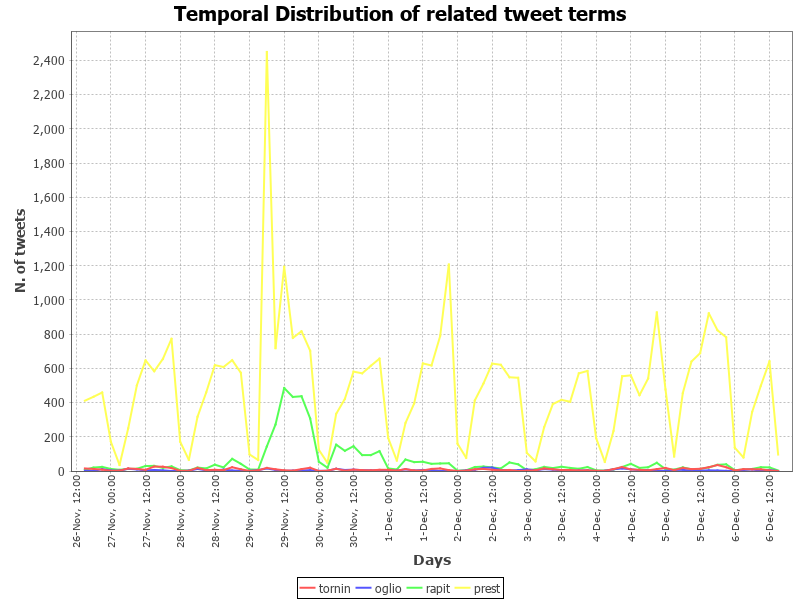 Temporal Distribution of related tweet terms
N. of tweets
2,400
2,200
2,000
1,800
1,600
1,400
1,200
1,000
800
600
400
200
0
26-Nov, 12:00
27-Nov, 00:00
27-Nov, 12:00
28-Nov, 00:00
28-Nov, 12:00
29-Nov, 00:00
29-Nov, 12:00
30-Nov, 00:00
30-Nov, 12:00
1-Dec, 00:00
1-Dec, 12:00
2-Dec, 00:00
2-Dec, 12:00
3-Dec, 00:00
3-Dec, 12:00
4-Dec, 00:00
4-Dec, 12:00
5-Dec, 00:00
5-Dec, 12:00
6-Dec, 00:00
6-Dec, 12:00
Days
tornin oglio rapit prest